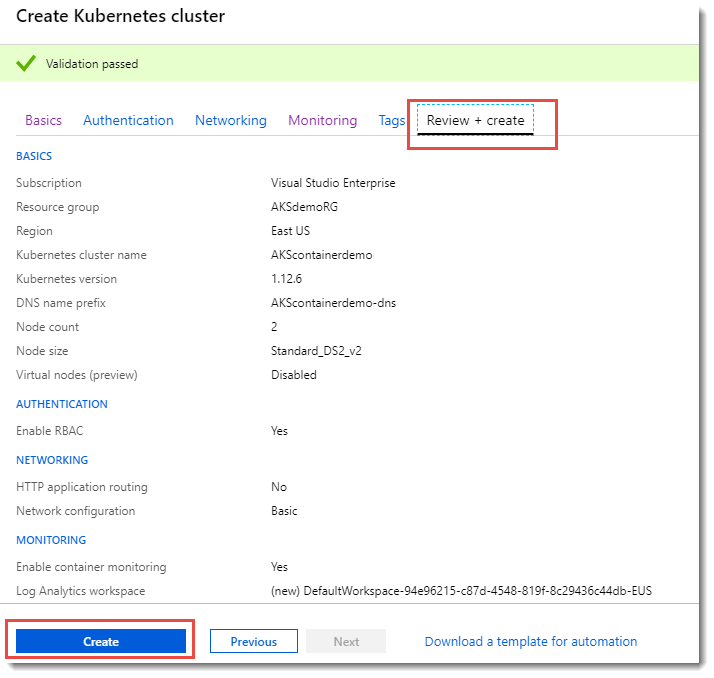 Create Kubernetes cluster
Validation passed
Basics Authentication Networking Monitoring Tags Review + create
BASICS
Subscription Visual Studio Enterprise
Resource group AKSdemoRG
Region East US
Kubernetes cluster name AKScontainerdemo
Kubernetes version 1.12.6
DNS name prefix AKScontainerdemo-dns
Node count 2
Node size Standard_DS2_v2
Virtual nodes (preview) Disabled
AUTHENTICATION
Enable RBAC Yes
NETWORKING
HTTP application routing No
Network configuration Basic
MONITORING
Enable container monitoring Yes
Log Analytics workspace (new) DefaultWorkspace-94e96215-c87d-4548-819f-8c29436c44db-EUS
Create Previous Next Download a template for automation